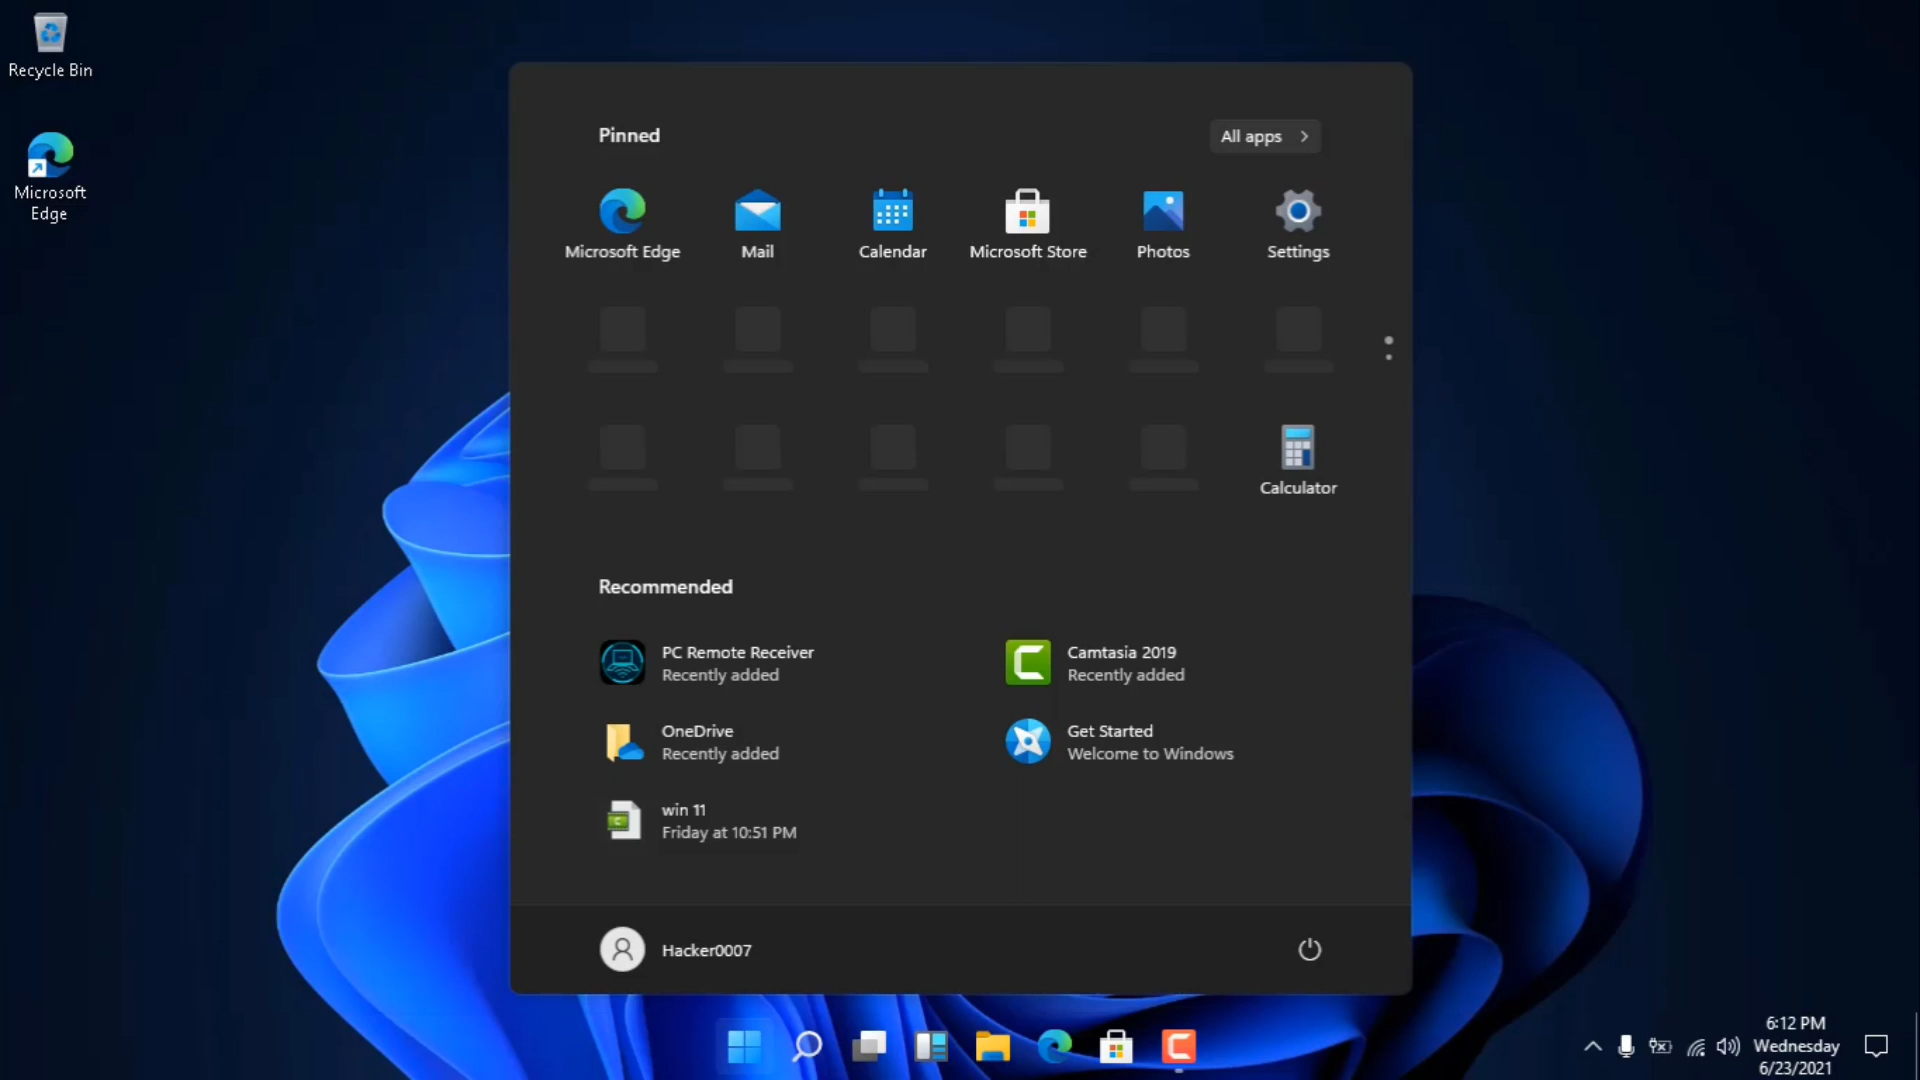 Recycle Bin
Microsoft
Edge
Pinned
All apps
Microsoft Edge
Mail
Calendar
Microsoft Store
Photos
Settings
Calculator
Recommended
PC Remote Receiver
Recently added
Camtasia 2019
Recently added
OneDrive
Recently added
Get Started
Welcome to Windows
win 11
Friday at 10:51 PM
Hacker0007
6:12 PM
Wednesday
6/23/2021